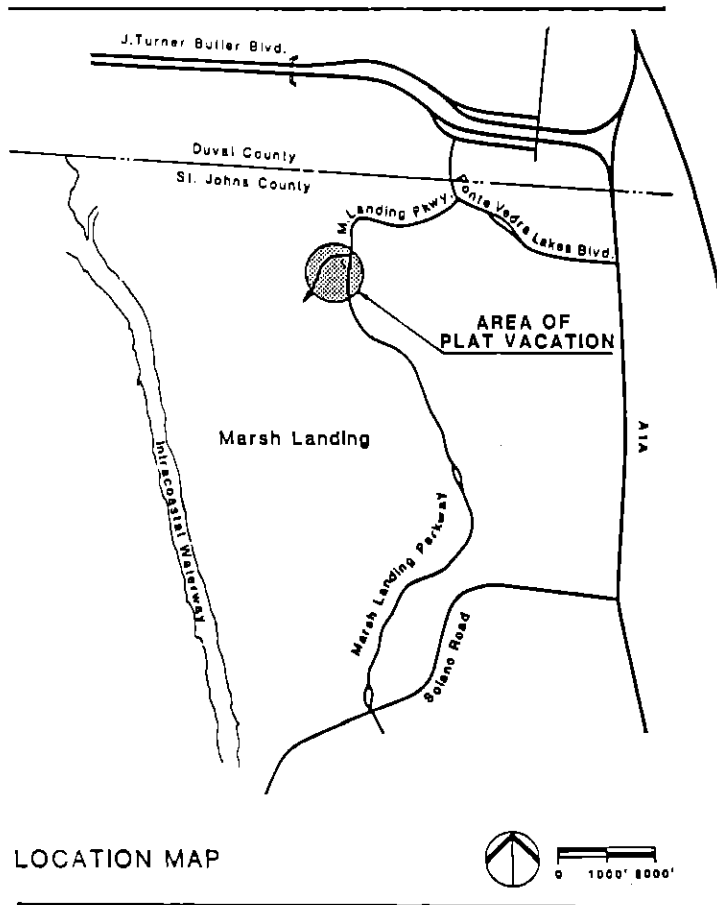 J.Turner Butler Blvd.
Duval County
St. Johns County
M. Landing Pkwy.
Ponte Vedra Lakes Blvd.
AREA OF
PLAT VACATION
A1A
Marsh Landing
Intracoastal Waterway
Marsh Landing Parkway
Solano Road
LOCATION MAP
0 1000' 2000'